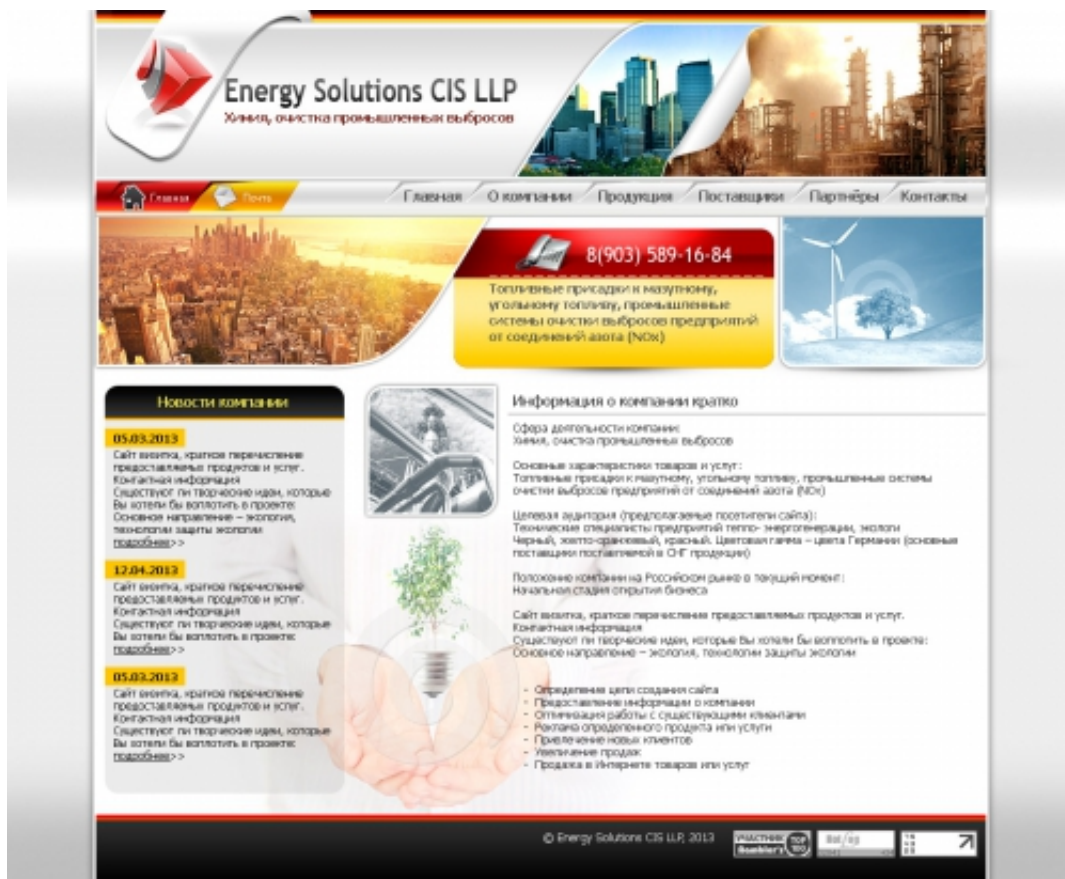 Energy Solutions CIS LLP
Химия, очистка промышленных выбросов
Главная
Почта
Главная
О компании
Продукция
Поставщики
Партнёры
Контакты
8(903) 589-16-84
Топливные присадки к мазутному,
угольному топливу, промышленные
системы очистки выбросов предприятий
от соединений азота (NOx)
Новости компании
05.03.2013
Сайт визитка, краткое перечисление
предоставляемых продуктов и услуг.
Контактная информация
Существуют ли творческие идеи, которые
Вы хотели бы воплотить в проекте:
Основное направление – экология,
технологии защиты экологии
подробнее>>
12.04.2013
Сайт визитка, краткое перечисление
предоставляемых продуктов и услуг.
Контактная информация
Существуют ли творческие идеи, которые
Вы хотели бы воплотить в проекте:
подробнее>>
05.03.2013
Сайт визитка, краткое перечисление
предоставляемых продуктов и услуг.
Контактная информация
Существуют ли творческие идеи, которые
Вы хотели бы воплотить в проекте:
подробнее>>
Информация о компании кратко
Сфера деятельности компании:
Химия, очистка промышленных выбросов
Основные характеристики товаров и услуг:
Топливные присадки к мазутному, угольному топливу, промышленные системы
очистки выбросов предприятий от соединений азота (NOx)
Целевая аудитория (предполагаемые посетители сайта):
Технические специалисты предприятий тепло- энергогенерации, экологи
Черный, желто-оранжевый, красный. Цветовая гамма – цвета Германии (основные
поставщики поставляемой в СНГ продукции)
Положение компании на Российском рынке в текущий момент:
Начальная стадия открытия бизнеса
Сайт визитка, краткое перечисление предоставляемых продуктов и услуг.
Контактная информация
Существуют ли творческие идеи, которые Вы хотели бы воплотить в проекте:
Основное направление – экология, технологии защиты экологии
- Определение цели создания сайта
- Предоставление информации о компании
- Оптимизация работы с существующими клиентами
- Реклама определенного продукта или услуги
- Привлечение новых клиентов
- Увеличение продаж
- Продажа в Интернете товаров или услуг
© Energy Solutions CIS LLP, 2013
УЧАСТНИК
Rambler's
TOP
100